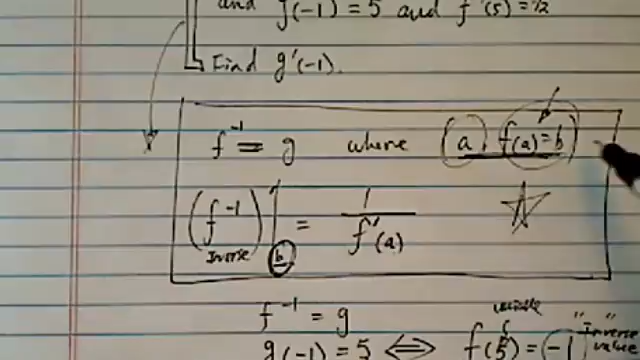 and g(-1) = 5 and f'(5) = 1/2
Find g'(-1).
f⁻¹ = g where (a, f(a) = b)
(f⁻¹)'|b = 1/f'(a)
Inverse
f⁻¹ = g variable "Inverse value"
g(-1) = 5 ⟺ f(5) = -1